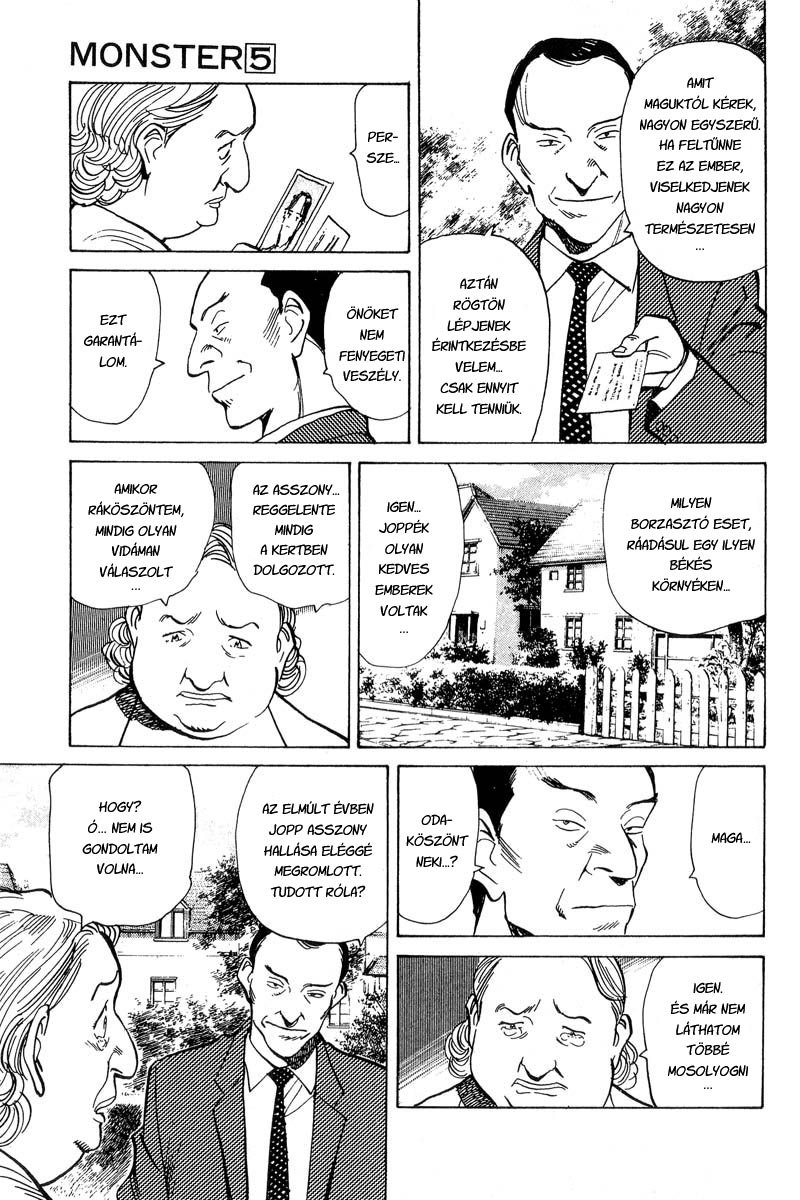 MONSTER 5
AMIT
MAGUKTÓL KÉREK,
NAGYON EGYSZERŰ.
HA FELTŰNNE
EZ AZ EMBER,
VISELKEDJENEK
NAGYON
TERMÉSZETESEN
...
AZTÁN
RÖGTÖN
LÉPJENEK
ÉRINTKEZÉSBE
VELEM...
CSAK ENNYIT
KELL TENNIÜK.
PER-
SZE...
ÖNÖKET
NEM
FENYEGETI
VESZÉLY.
EZT
GARANTÁ-
LOM.
MILYEN
BORZASZTÓ ESET,
RÁADÁSUL EGY ILYEN
BÉKÉS
KÖRNYÉKEN...
IGEN...
JOPPÉK
OLYAN
KEDVES
EMBEREK
VOLTAK
...
AZ ASSZONY...
REGGELENTE
MINDIG
A KERTBEN
DOLGOZOTT.
AMIKOR
RÁKÖSZÖNTEM,
MINDIG OLYAN
VIDÁMAN
VÁLASZOLT
...
MAGA...
ODA-
KÖSZÖNT
NEKI...?
IGEN.
ÉS MÁR NEM
LÁTHATOM
TÖBBÉ
MOSOLYOGNI
...
AZ ELMÚLT ÉVBEN
JOPP ASSZONY
HALLÁSA ELÉGGÉ
MEGROMLOTT.
TUDOTT RÓLA?
HOGY?
Ó... NEM IS
GONDOLTAM
VOLNA...